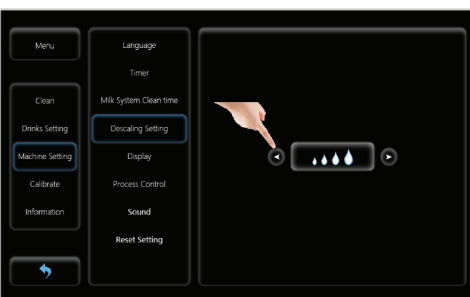 Menu
Clean
Drinks Setting
Machine Setting
Calibrate
Information
Language
Timer
Milk System Clean time
Descaling Setting
Display
Process Control
Sound
Reset Setting